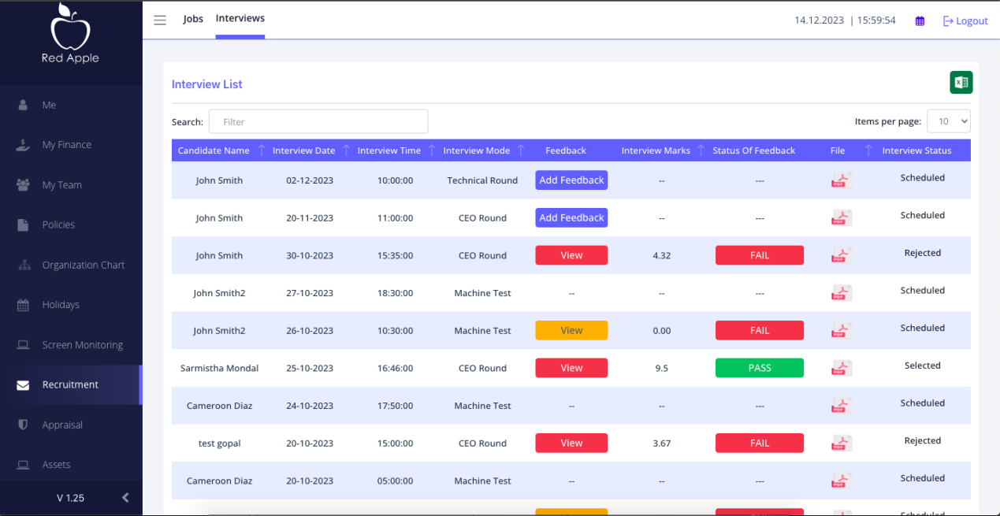 Red Apple
Jobs Interviews 14.12.2023 | 15:59:54 Logout
Me
My Finance
My Team
Policies
Organization Chart
Holidays
Screen Monitoring
Recruitment
Appraisal
Assets
V 1.25
Interview List
Search: Filter Items per page: 10
Candidate Name Interview Date Interview Time Interview Mode Feedback Interview Marks Status Of Feedback File Interview Status
John Smith 02-12-2023 10:00:00 Technical Round Add Feedback -- --- PDF Scheduled
John Smith 20-11-2023 11:00:00 CEO Round Add Feedback -- --- PDF Scheduled
John Smith 30-10-2023 15:35:00 CEO Round View 4.32 FAIL PDF Rejected
John Smith2 27-10-2023 18:30:00 Machine Test -- -- --- PDF Scheduled
John Smith2 26-10-2023 10:30:00 Machine Test View 0.00 FAIL PDF Scheduled
Sarmistha Mondal 25-10-2023 16:46:00 CEO Round View 9.5 PASS PDF Selected
Cameroon Diaz 24-10-2023 17:50:00 Machine Test -- -- --- PDF Scheduled
test gopal 20-10-2023 15:00:00 CEO Round View 3.67 FAIL PDF Rejected
Cameroon Diaz 20-10-2023 05:00:00 Machine Test -- -- --- PDF Scheduled